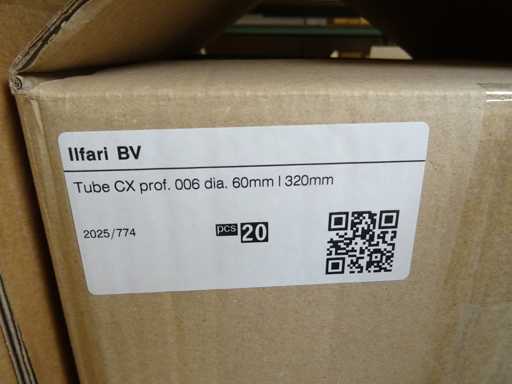 Ilfari BV
Tube CX prof. 006 dia. 60mm l 320mm
2025/774 pcs 20